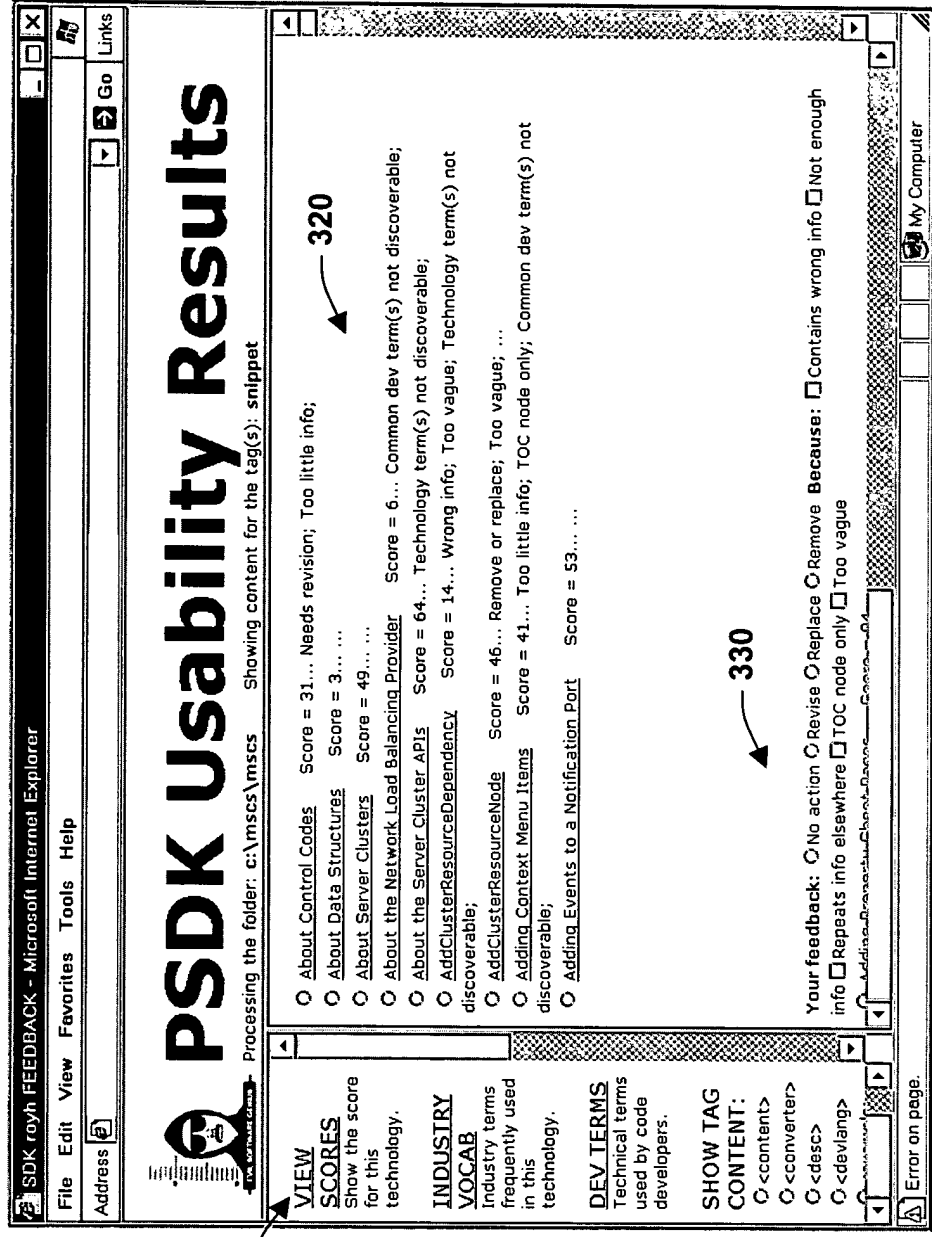 SDK royh FEEDBACK - Microsoft Internet Explorer
File Edit View Favorites Tools Help
Address
Go Links
PSDK Usability Results
Processing the folder: c:\mscs\mscs Showing content for the tag(s): snippet
VIEW
SCORES
Show the score
for this
technology.
INDUSTRY
VOCAB
Industry terms
frequently used
in this
technology.
DEV TERMS
Technical terms
used by code
developers.
SHOW TAG
CONTENT:
<content>
<converter>
<desc>
<devlang>
320
About Control Codes Score = 31... Needs revision; Too little info;
About Data Structures Score = 3... ...
About Server Clusters Score = 49... ...
About the Network Load Balancing Provider Score = 6... Common dev term(s) not discoverable;
About the Server Cluster APIs Score = 64... Technology term(s) not discoverable;
AddClusterResourceDependency Score = 14... Wrong info; Too vague; Technology term(s) not
discoverable;
AddClusterResourceNode Score = 46... Remove or replace; Too vague; ...
Adding Context Menu Items Score = 41... Too little info; TOC node only; Common dev term(s) not
discoverable;
Adding Events to a Notification Port Score = 53... ...
330
Your feedback: No action Revise Replace Remove Because: Contains wrong info Not enough
info Repeats info elsewhere TOC node only Too vague
Error on page.
My Computer